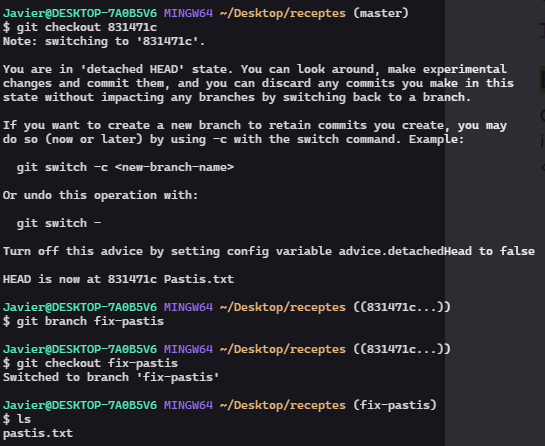 Javier@DESKTOP-7A0B5V6 MINGW64 ~/Desktop/receptes (master)
$ git checkout 831471c
Note: switching to '831471c'.

You are in 'detached HEAD' state. You can look around, make experimental
changes and commit them, and you can discard any commits you make in this
state without impacting any branches by switching back to a branch.

If you want to create a new branch to retain commits you create, you may
do so (now or later) by using -c with the switch command. Example:

  git switch -c <new-branch-name>

Or undo this operation with:

  git switch -

Turn off this advice by setting config variable advice.detachedHead to false

HEAD is now at 831471c Pastis.txt

Javier@DESKTOP-7A0B5V6 MINGW64 ~/Desktop/receptes ((831471c...))
$ git branch fix-pastis

Javier@DESKTOP-7A0B5V6 MINGW64 ~/Desktop/receptes ((831471c...))
$ git checkout fix-pastis
Switched to branch 'fix-pastis'

Javier@DESKTOP-7A0B5V6 MINGW64 ~/Desktop/receptes (fix-pastis)
$ ls
pastis.txt